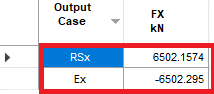 Output FX
Case kN
RSx 6502.1574
Ex -6502.295